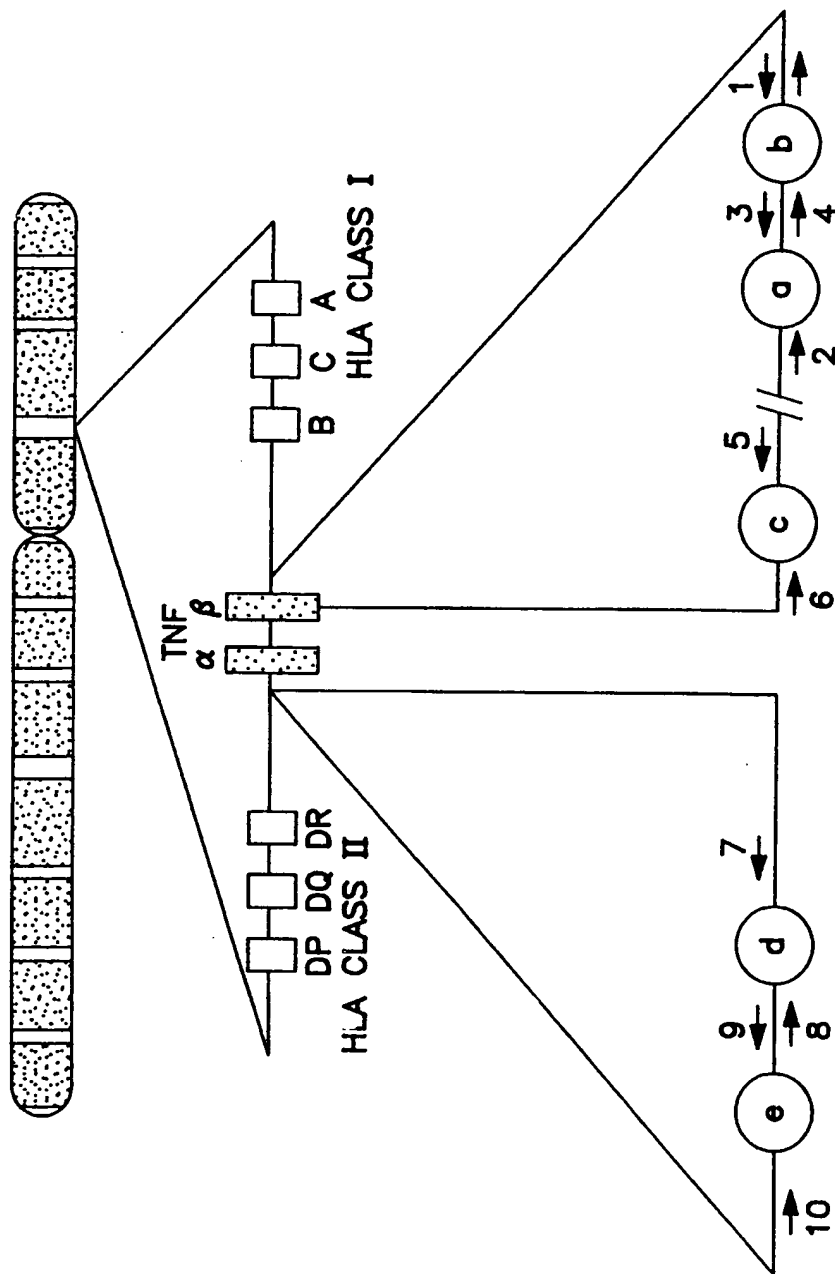 TNF
α β
DP DQ DR
HLA CLASS II
B C A
HLA CLASS I
e d c a b
9 7 5 3 1
10 8 6 2 4